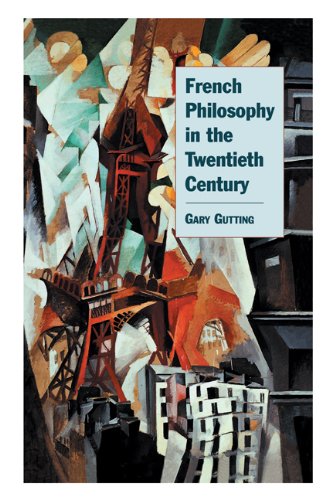 French
Philosophy
in the
Twentieth
Century
GARY GUTTING